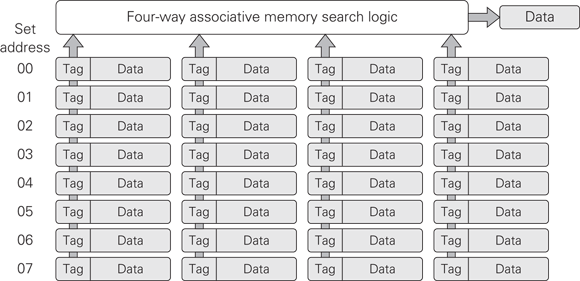 Four-way associative memory search logic Data
Set
address
00 Tag Data Tag Data Tag Data Tag Data
01 Tag Data Tag Data Tag Data Tag Data
02 Tag Data Tag Data Tag Data Tag Data
03 Tag Data Tag Data Tag Data Tag Data
04 Tag Data Tag Data Tag Data Tag Data
05 Tag Data Tag Data Tag Data Tag Data
06 Tag Data Tag Data Tag Data Tag Data
07 Tag Data Tag Data Tag Data Tag Data